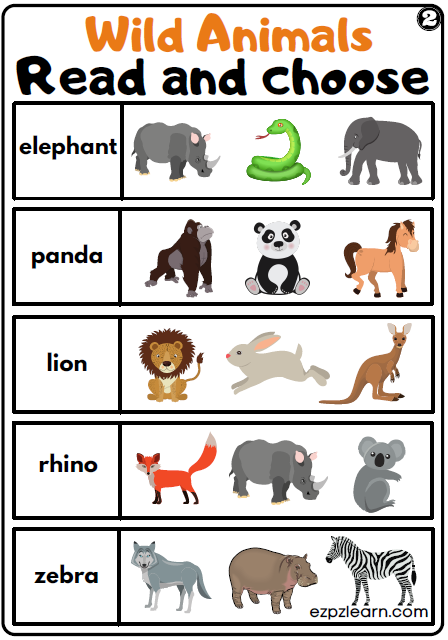 2
Wild Animals
Read and choose
elephant
panda
lion
rhino
zebra
ezpzlearn.com